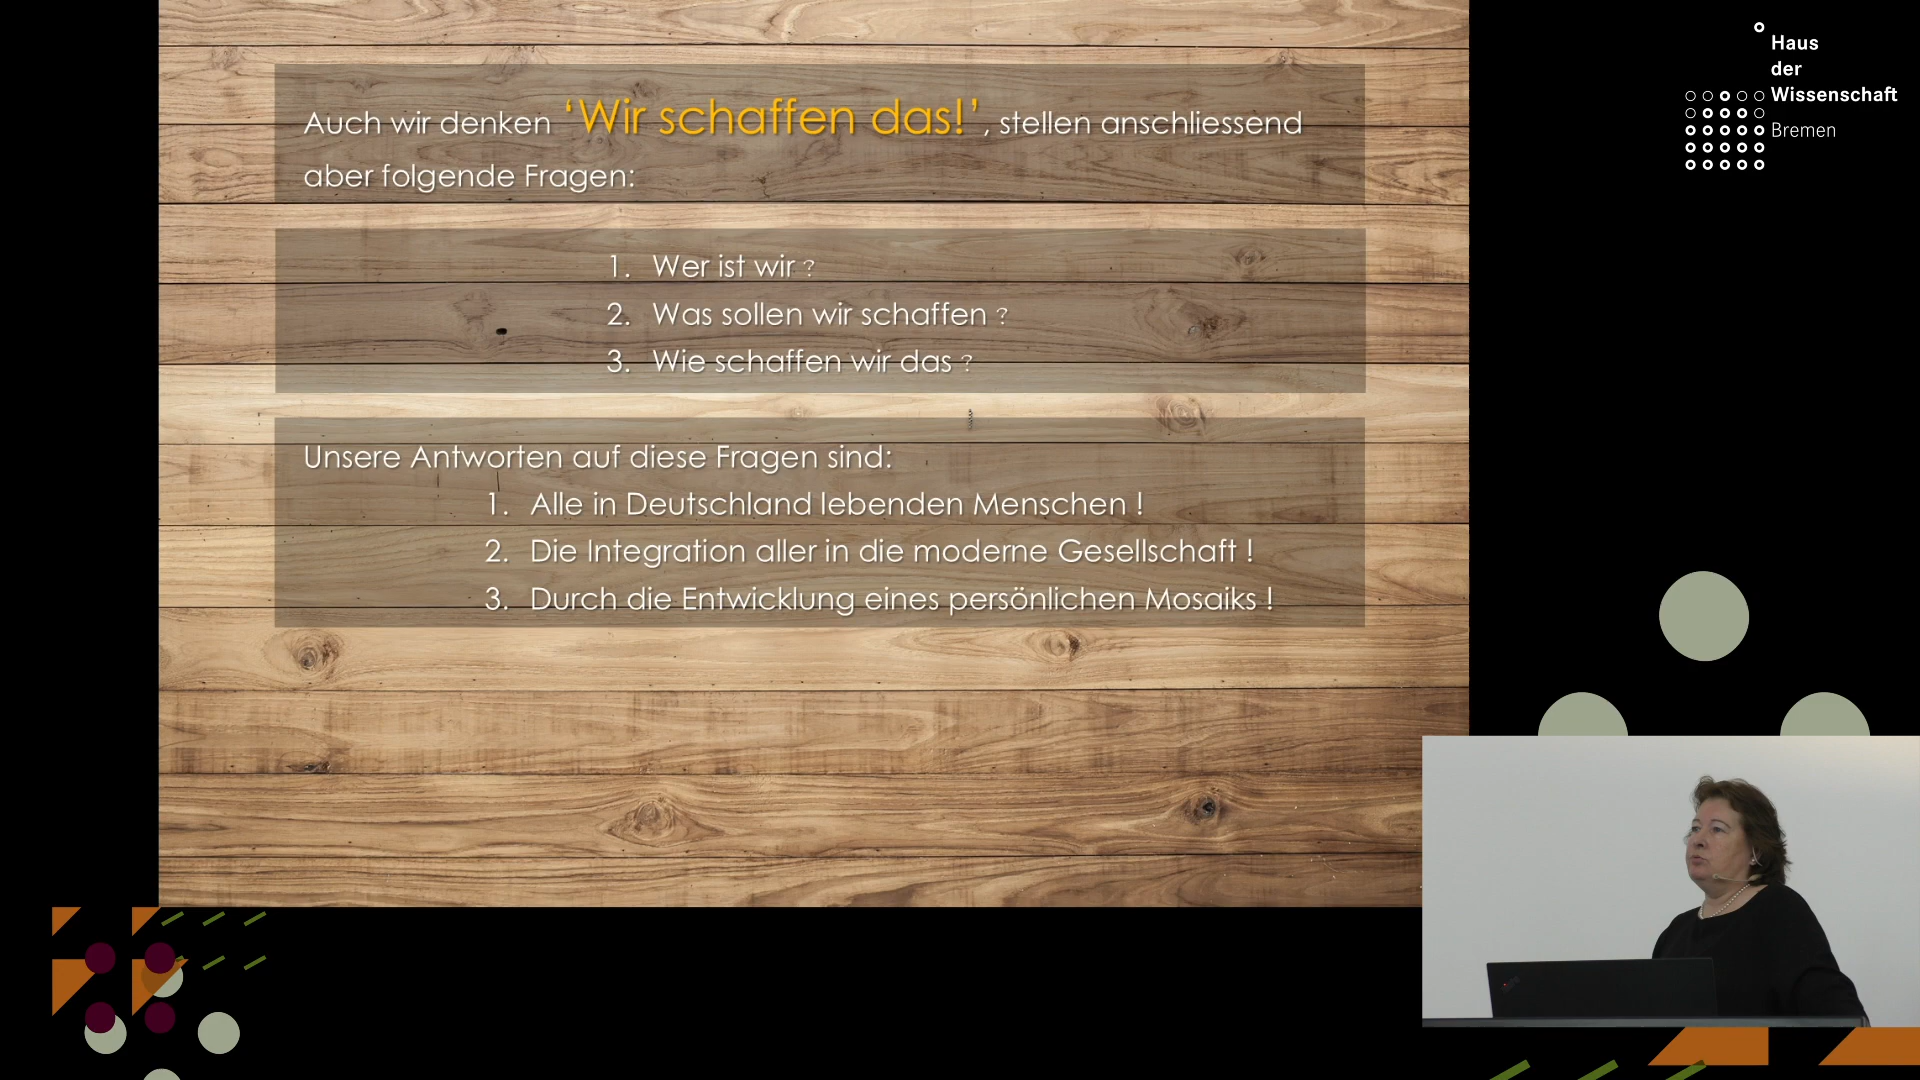 Auch wir denken ‘Wir schaffen das!’, stellen anschliessend
aber folgende Fragen:
1. Wer ist wir ?
2. Was sollen wir schaffen ?
3. Wie schaffen wir das ?
Unsere Antworten auf diese Fragen sind:
1. Alle in Deutschland lebenden Menschen !
2. Die Integration aller in die moderne Gesellschaft !
3. Durch die Entwicklung eines persönlichen Mosaiks !
Haus
der
Wissenschaft
Bremen